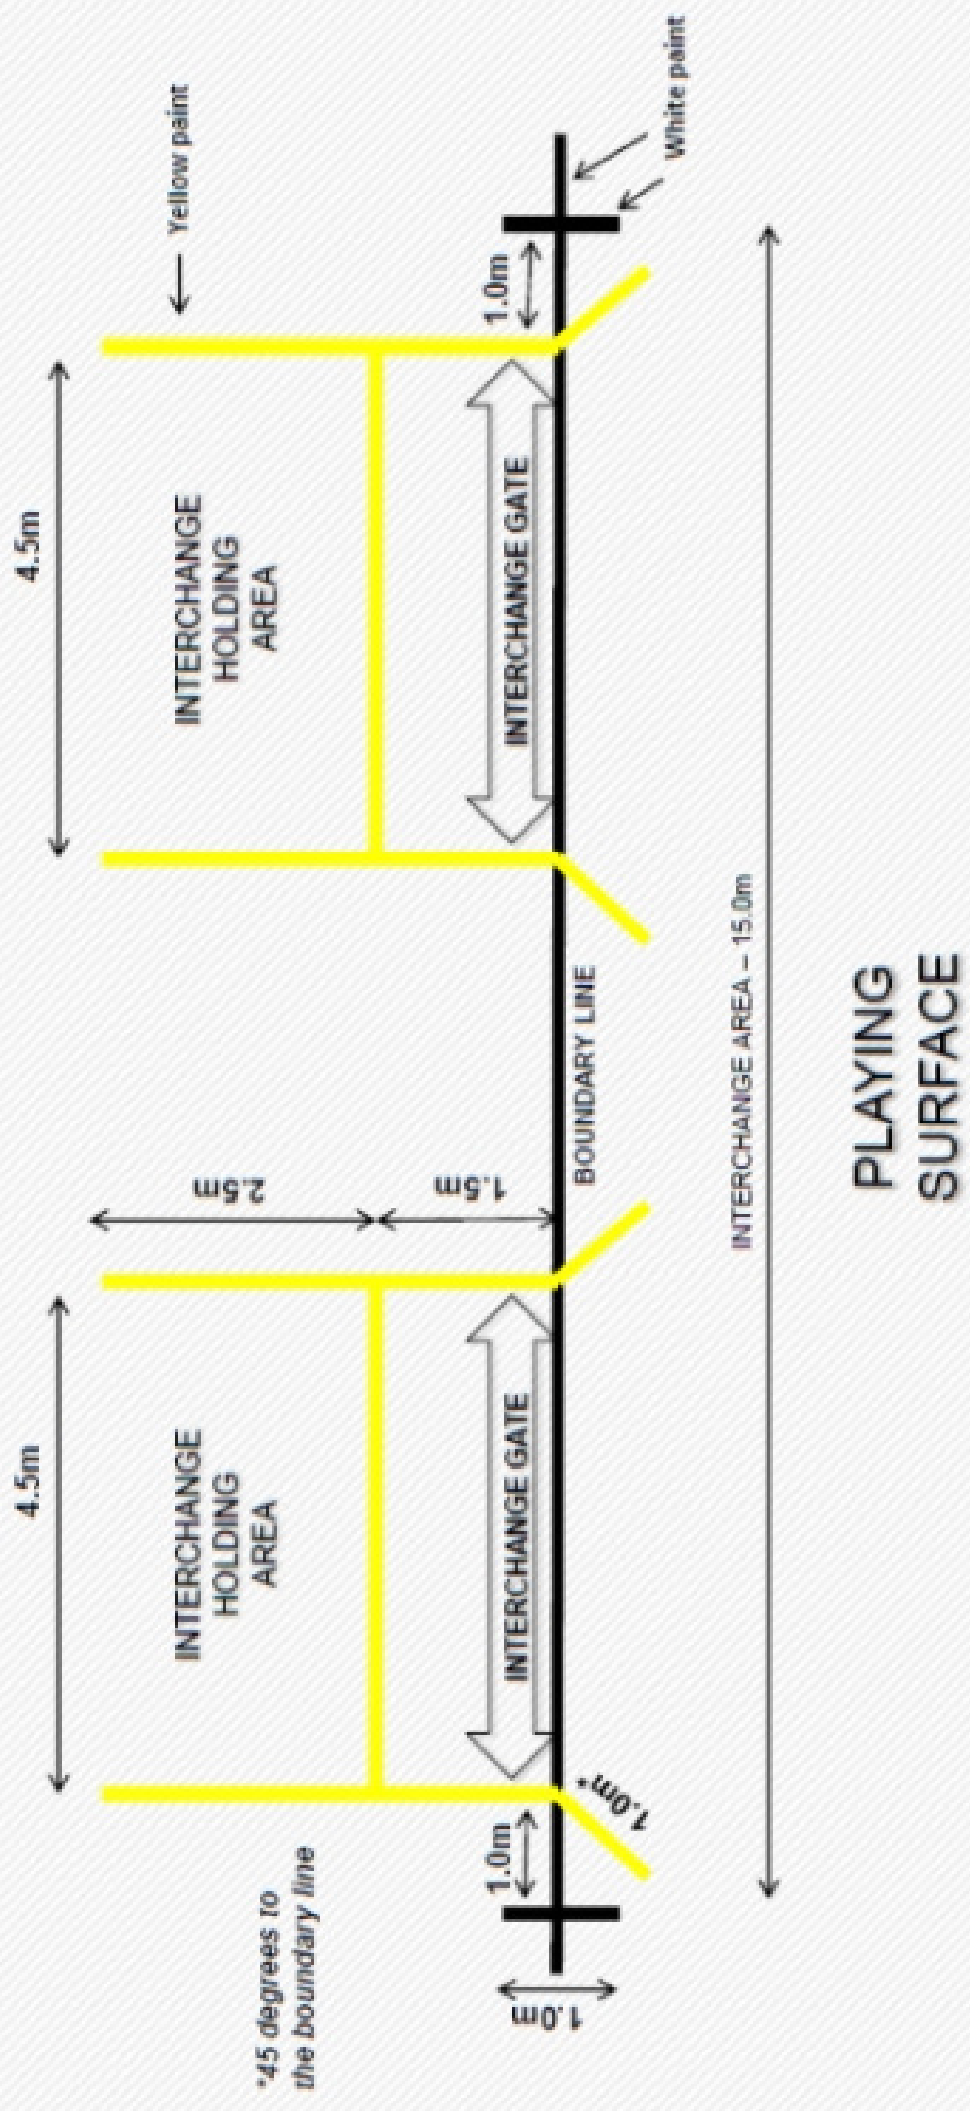 4.5m
4.5m
Yellow paint
INTERCHANGE
HOLDING
AREA
INTERCHANGE
HOLDING
AREA
2.5m
*45 degrees to
the boundary line
1.5m
1.0m
1.0m
INTERCHANGE GATE
INTERCHANGE GATE
1.0m
BOUNDARY LINE
1.0m*
White paint
INTERCHANGE AREA – 15.0m
PLAYING
SURFACE